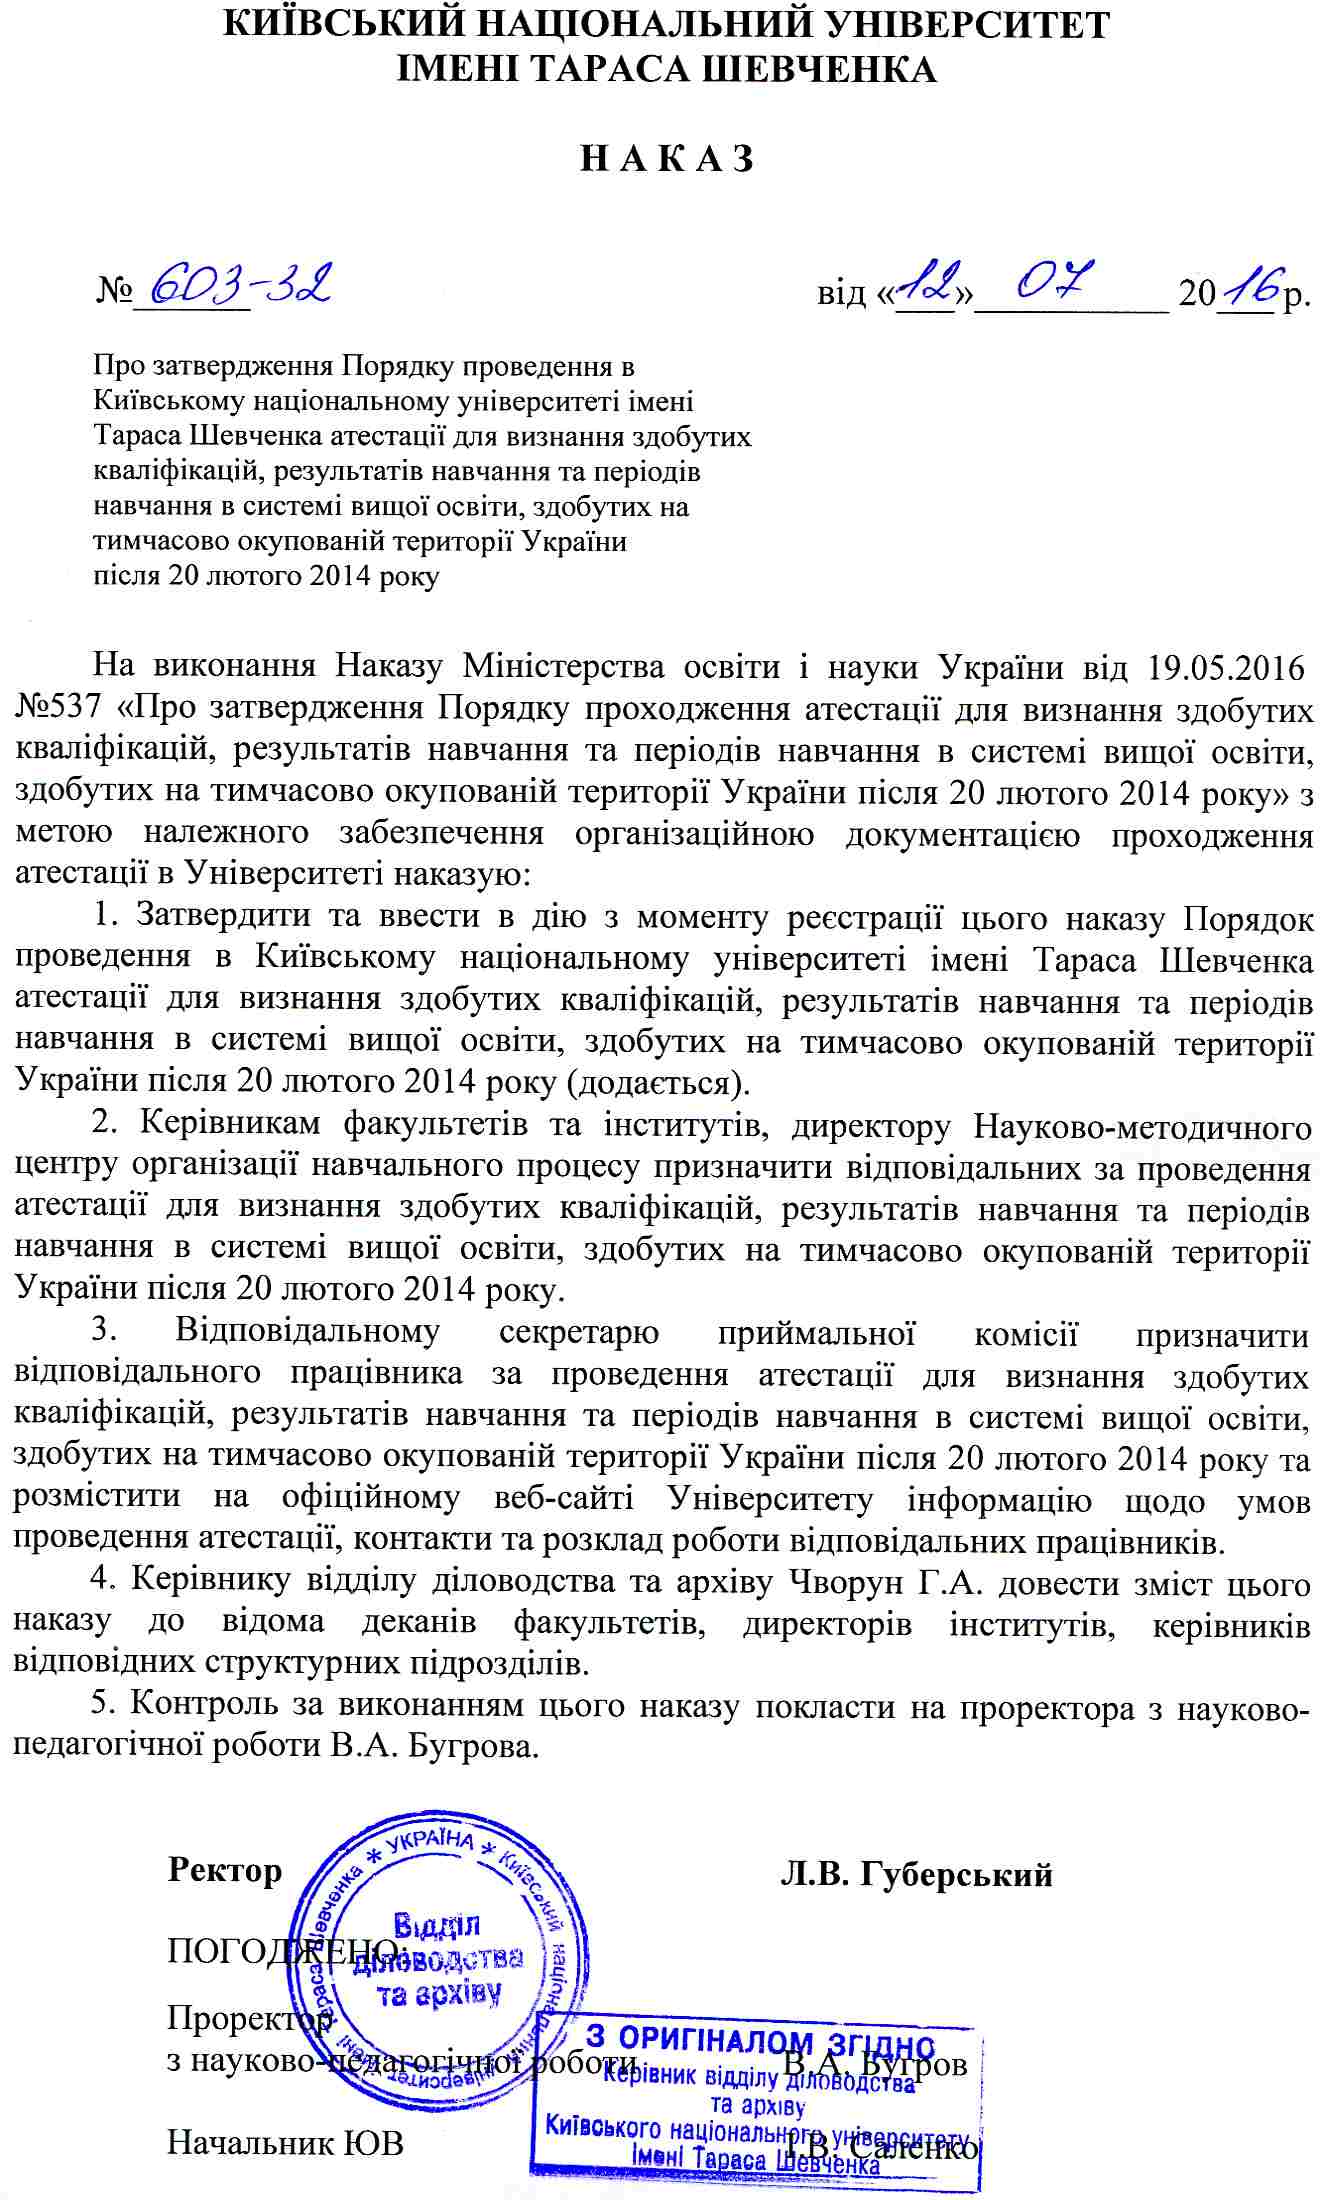 КИЇВСЬКИЙ НАЦІОНАЛЬНИЙ УНІВЕРСИТЕТ
ІМЕНІ ТАРАСА ШЕВЧЕНКА
Н А К А З
№ 603-32 від «12» 07 2016 р.
Про затвердження Порядку проведення в
Київському національному університеті імені
Тараса Шевченка атестації для визнання здобутих
кваліфікацій, результатів навчання та періодів
навчання в системі вищої освіти, здобутих на
тимчасово окупованій території України
після 20 лютого 2014 року
На виконання Наказу Міністерства освіти і науки України від 19.05.2016
№537 «Про затвердження Порядку проходження атестації для визнання здобутих
кваліфікацій, результатів навчання та періодів навчання в системі вищої освіти,
здобутих на тимчасово окупованій території України після 20 лютого 2014 року» з
метою належного забезпечення організаційною документацією проходження
атестації в Університеті наказую:
1. Затвердити та ввести в дію з моменту реєстрації цього наказу Порядок
проведення в Київському національному університеті імені Тараса Шевченка
атестації для визнання здобутих кваліфікацій, результатів навчання та періодів
навчання в системі вищої освіти, здобутих на тимчасово окупованій території
України після 20 лютого 2014 року (додається).
2. Керівникам факультетів та інститутів, директору Науково-методичного
центру організації навчального процесу призначити відповідальних за проведення
атестації для визнання здобутих кваліфікацій, результатів навчання та періодів
навчання в системі вищої освіти, здобутих на тимчасово окупованій території
України після 20 лютого 2014 року.
3. Відповідальному секретарю приймальної комісії призначити
відповідального працівника за проведення атестації для визнання здобутих
кваліфікацій, результатів навчання та періодів навчання в системі вищої освіти,
здобутих на тимчасово окупованій території України після 20 лютого 2014 року та
розмістити на офіційному веб-сайті Університету інформацію щодо умов
проведення атестації, контакти та розклад роботи відповідальних працівників.
4. Керівнику відділу діловодства та архіву Чворун Г.А. довести зміст цього
наказу до відома деканів факультетів, директорів інститутів, керівників
відповідних структурних підрозділів.
5. Контроль за виконанням цього наказу покласти на проректора з науково-
педагогічної роботи В.А. Бугрова.
Ректор Л.В. Губерський
ПОГОДЖЕНО:
Проректор
з науково-педагогічної роботи В.А. Бугров
Начальник ЮВ І.В. Саленко
* УКРАЇНА * Київський національний університет імені Тараса Шевченка
Відділ
діловодства
та архіву
З ОРИГІНАЛОМ ЗГІДНО
Керівник відділу діловодства
та архіву
Київського національного університету
імені Тараса Шевченка